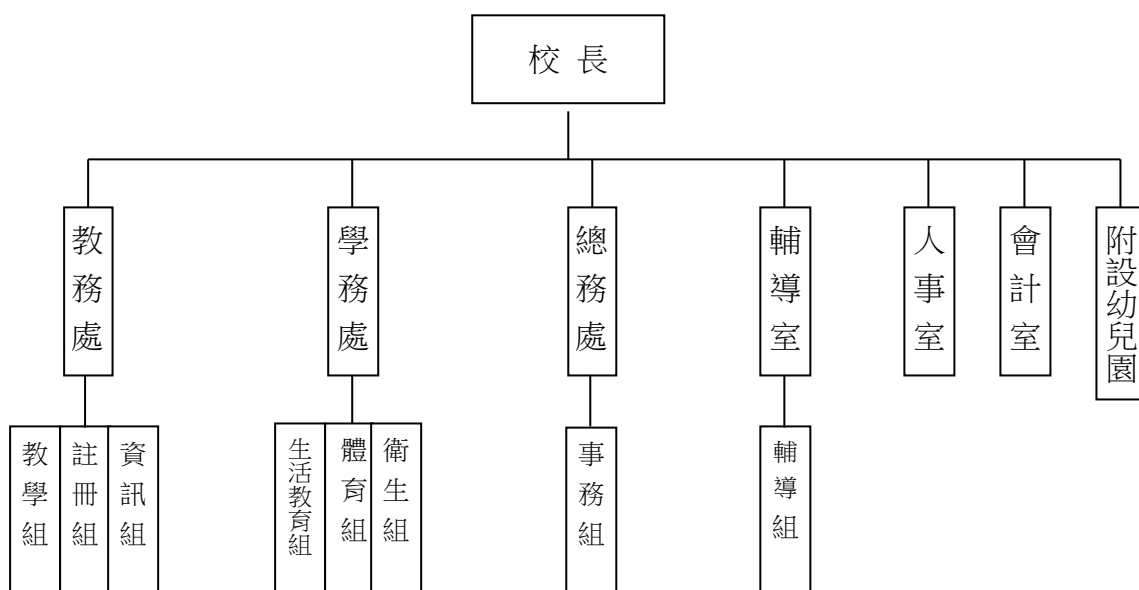 校長
教務處
學務處
總務處
輔導室
人事室
會計室
附設幼兒園
教學組
註冊組
資訊組
生活教育組
體育組
衛生組
事務組
輔導組